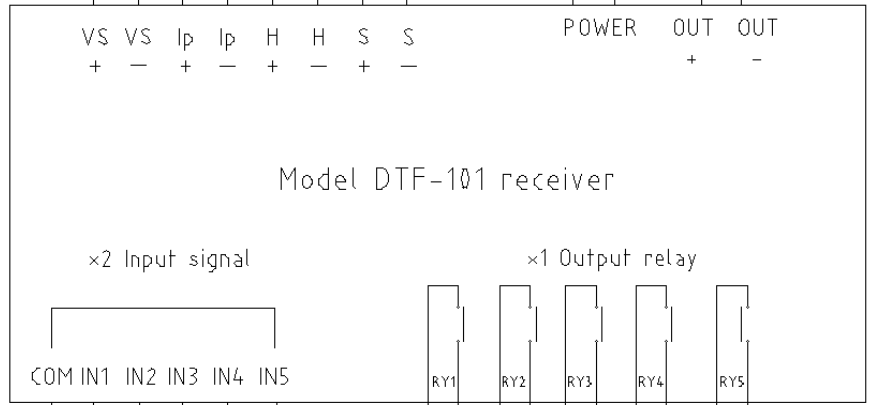 VS VS Ip Ip H H S S POWER OUT OUT
+ — + — + — + — + -
Model DTF-101 receiver
×2 Input signal ×1 Output relay
COM IN1 IN2 IN3 IN4 IN5 RY1 RY2 RY3 RY4 RY5